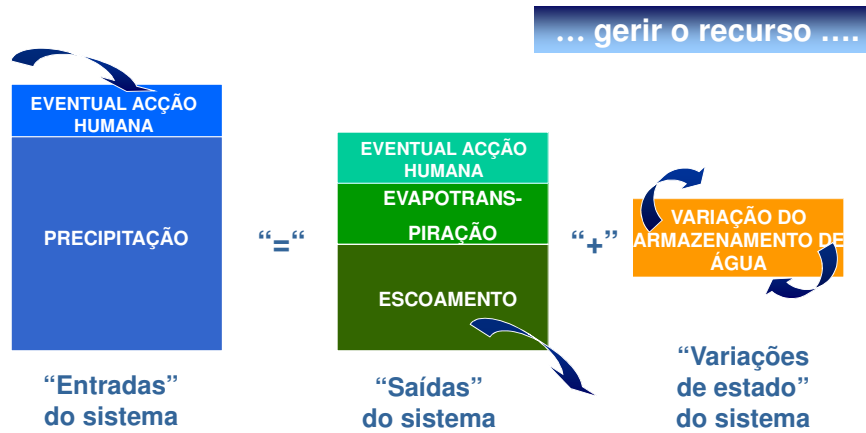 ... gerir o recurso ....
EVENTUAL ACÇÃO
HUMANA
PRECIPITAÇÃO
“=“
EVENTUAL ACÇÃO
HUMANA
EVAPOTRANS-
PIRAÇÃO
ESCOAMENTO
“+”
VARIAÇÃO DO
ARMAZENAMENTO DE
ÁGUA
“Entradas”
do sistema
“Saídas”
do sistema
“Variações
de estado”
do sistema